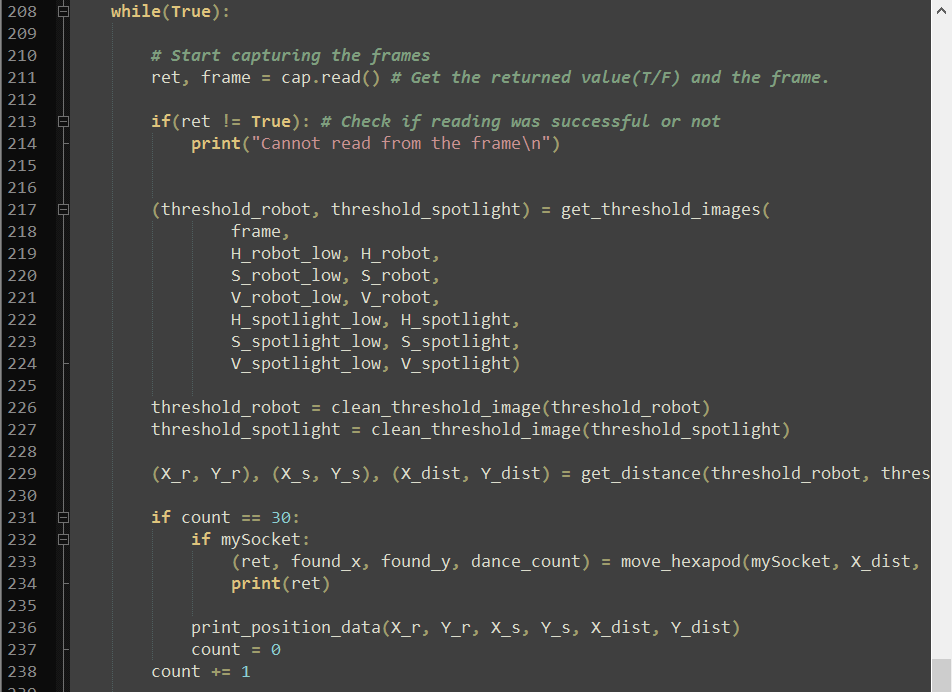 208 while(True):
209
210 # Start capturing the frames
211 ret, frame = cap.read() # Get the returned value(T/F) and the frame.
212
213 if(ret != True): # Check if reading was successful or not
214 print("Cannot read from the frame\n")
215
216
217 (threshold_robot, threshold_spotlight) = get_threshold_images(
218 frame,
219 H_robot_low, H_robot,
220 S_robot_low, S_robot,
221 V_robot_low, V_robot,
222 H_spotlight_low, H_spotlight,
223 S_spotlight_low, S_spotlight,
224 V_spotlight_low, V_spotlight)
225
226 threshold_robot = clean_threshold_image(threshold_robot)
227 threshold_spotlight = clean_threshold_image(threshold_spotlight)
228
229 (X_r, Y_r), (X_s, Y_s), (X_dist, Y_dist) = get_distance(threshold_robot, thres
230
231 if count == 30:
232 if mySocket:
233 (ret, found_x, found_y, dance_count) = move_hexapod(mySocket, X_dist,
234 print(ret)
235
236 print_position_data(X_r, Y_r, X_s, Y_s, X_dist, Y_dist)
237 count = 0
238 count += 1